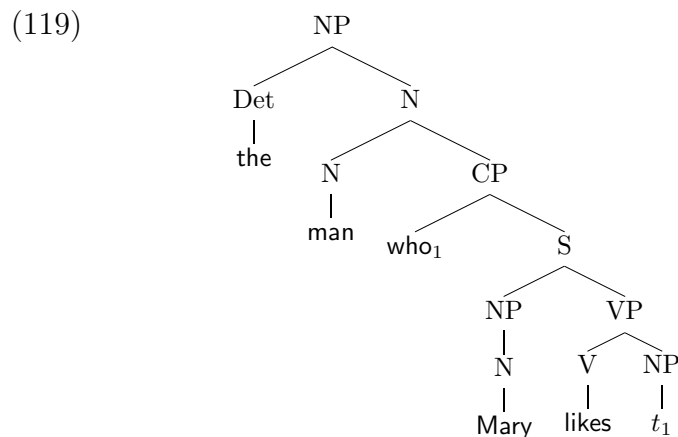 (119)
NP
Det N
the
N CP
man
who₁ S
NP VP
N V NP
Mary likes t₁